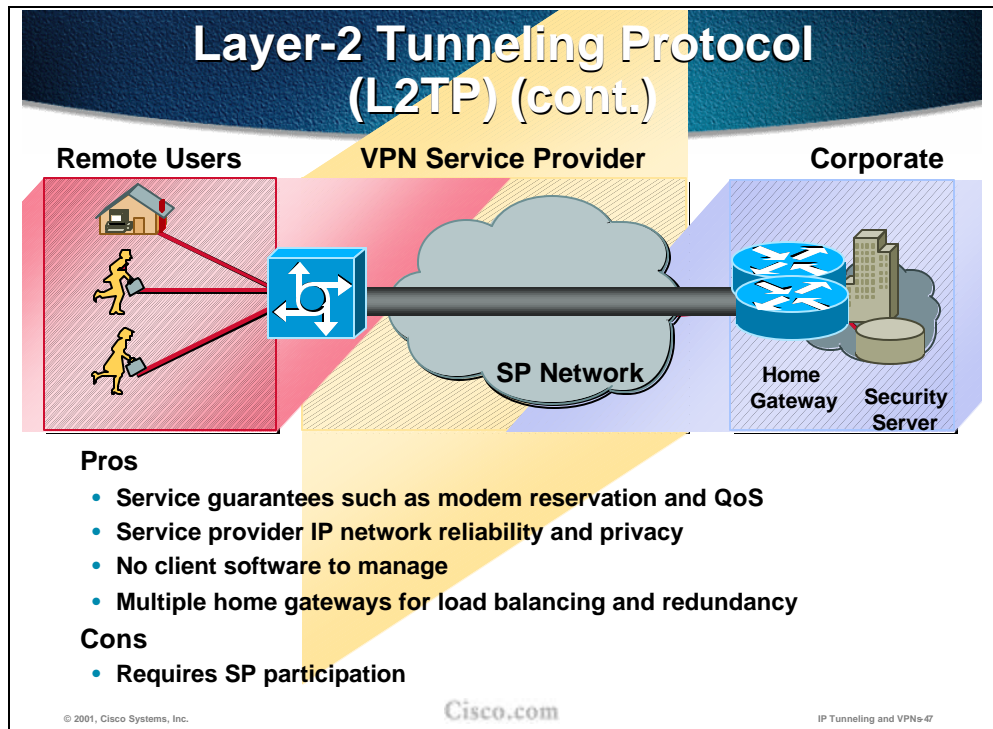 Layer-2 Tunneling Protocol
(L2TP) (cont.)
Remote Users
VPN Service Provider
Corporate
SP Network
Home
Gateway
Security
Server
Pros
• Service guarantees such as modem reservation and QoS
• Service provider IP network reliability and privacy
• No client software to manage
• Multiple home gateways for load balancing and redundancy
Cons
• Requires SP participation
© 2001, Cisco Systems, Inc.
Cisco.com
IP Tunneling and VPNs-47